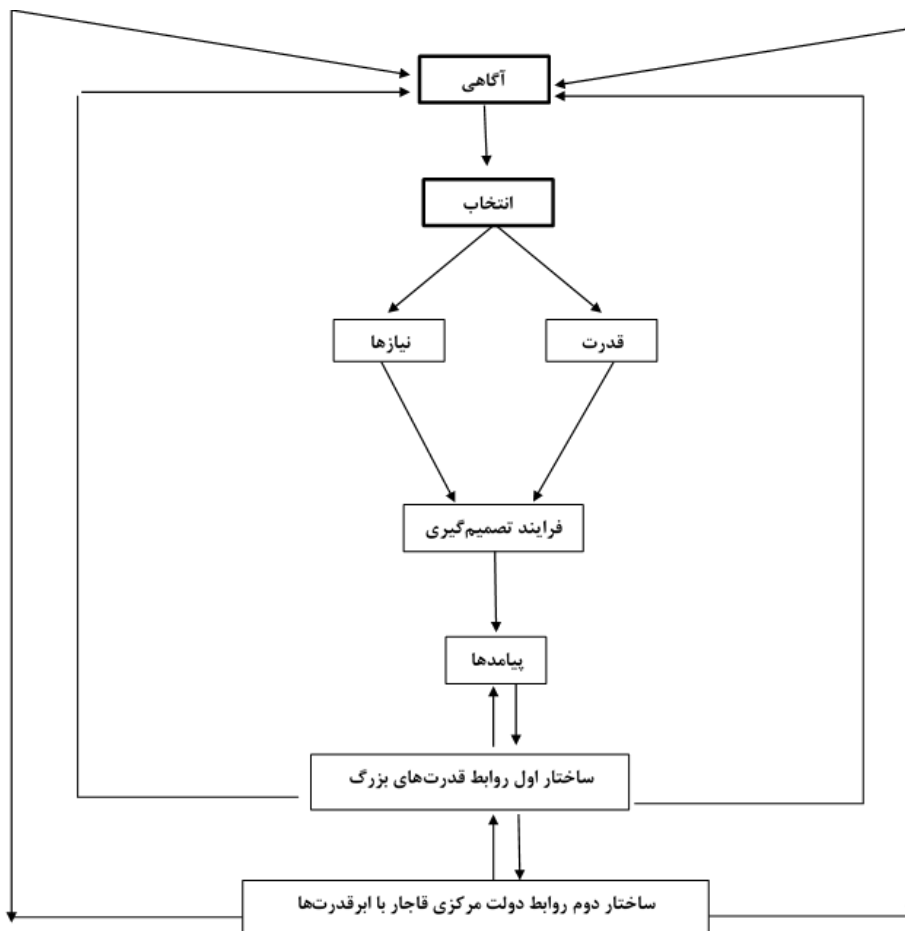 آگاهی
انتخاب
قدرت
نیازها
فرایند تصمیم‌گیری
پیامدها
ساختار اول روابط قدرت‌های بزرگ
ساختار دوم روابط دولت مرکزی قاجار با ابرقدرت‌ها